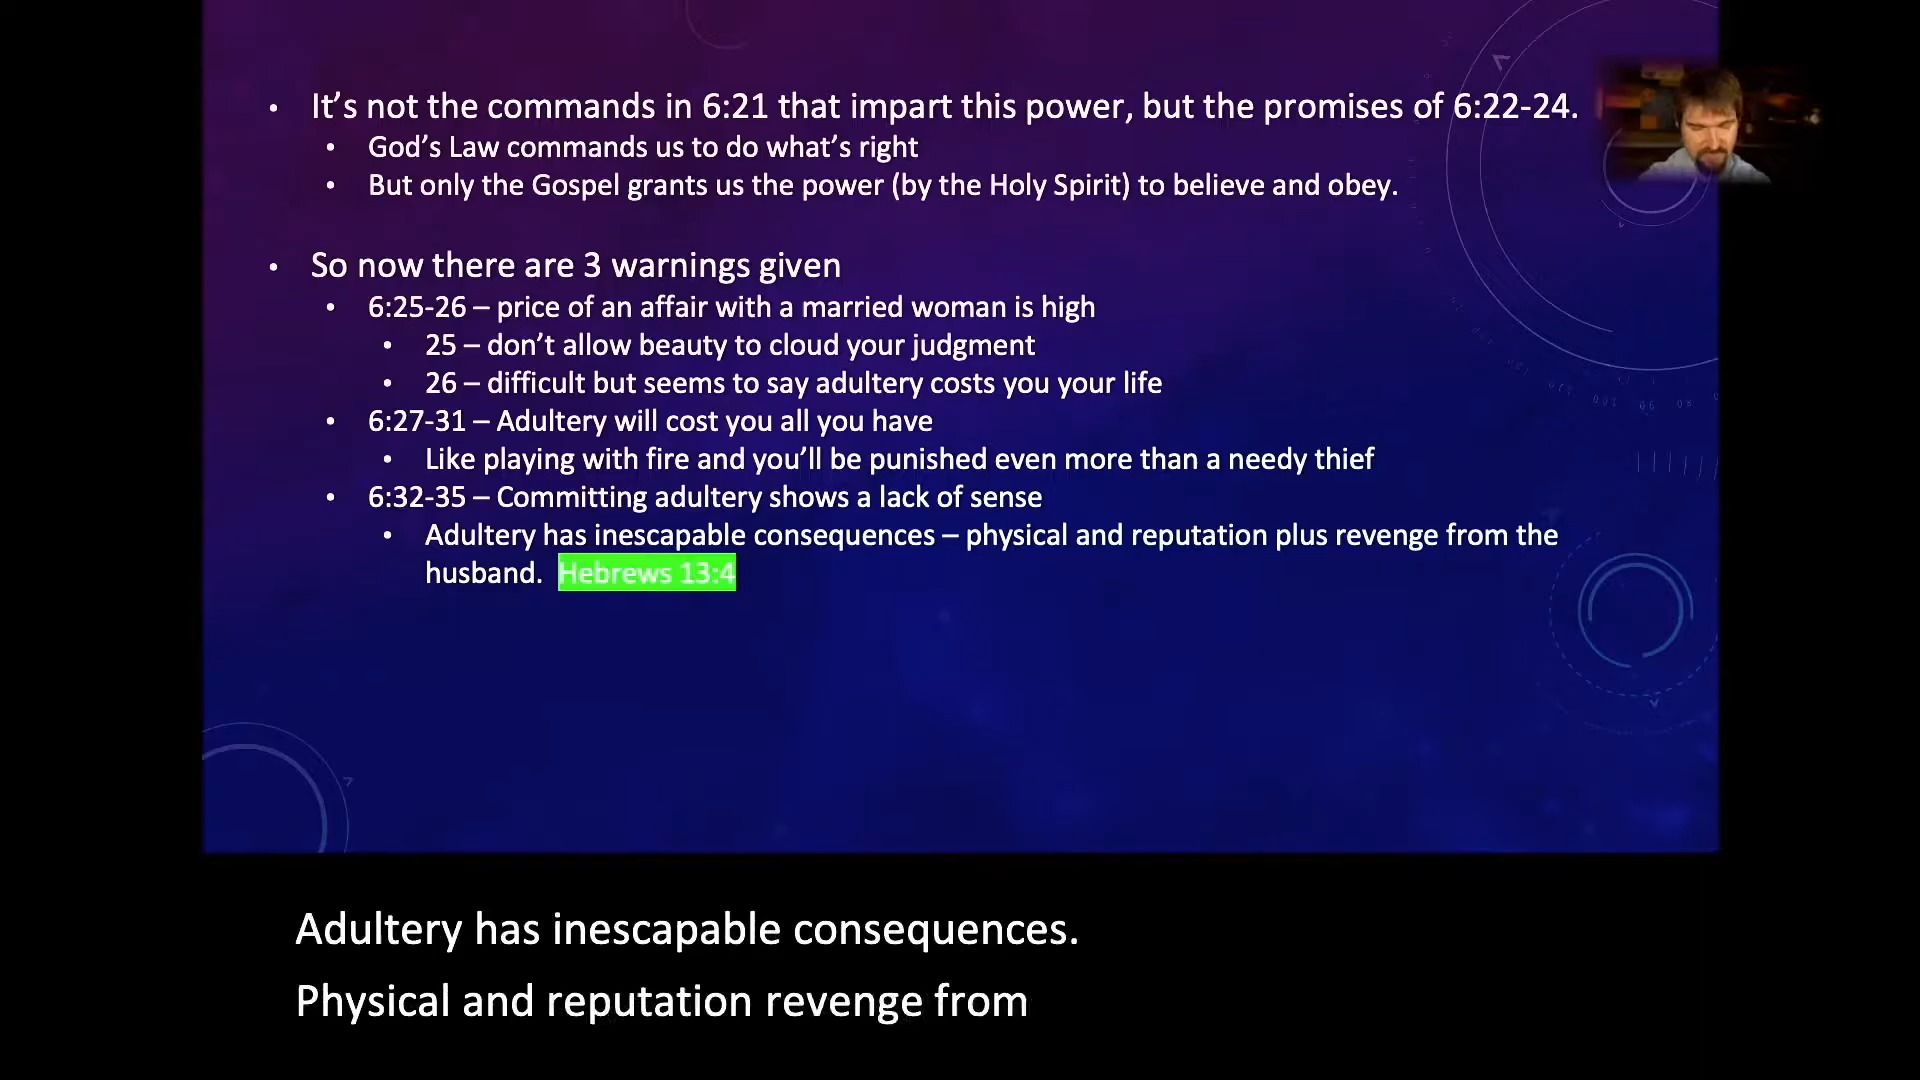 • It’s not the commands in 6:21 that impart this power, but the promises of 6:22-24.
• God’s Law commands us to do what’s right
• But only the Gospel grants us the power (by the Holy Spirit) to believe and obey.
• So now there are 3 warnings given
• 6:25-26 – price of an affair with a married woman is high
• 25 – don’t allow beauty to cloud your judgment
• 26 – difficult but seems to say adultery costs you your life
• 6:27-31 – Adultery will cost you all you have
• Like playing with fire and you’ll be punished even more than a needy thief
• 6:32-35 – Committing adultery shows a lack of sense
• Adultery has inescapable consequences – physical and reputation plus revenge from the
husband. Hebrews 13:4
Adultery has inescapable consequences.
Physical and reputation revenge from